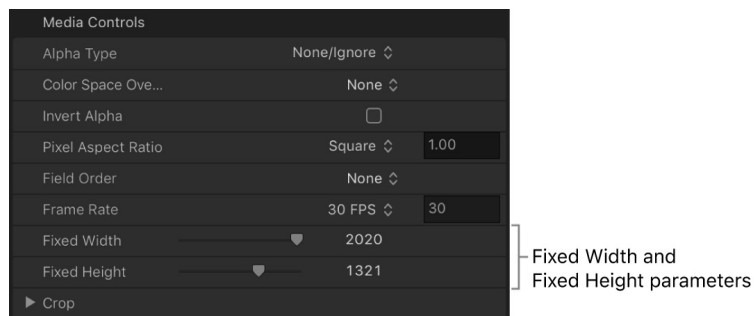 Media Controls
Alpha Type None/Ignore
Color Space Ove... None
Invert Alpha
Pixel Aspect Ratio Square 1.00
Field Order None
Frame Rate 30 FPS 30
Fixed Width 2020
Fixed Height 1321
Crop
Fixed Width and
Fixed Height parameters